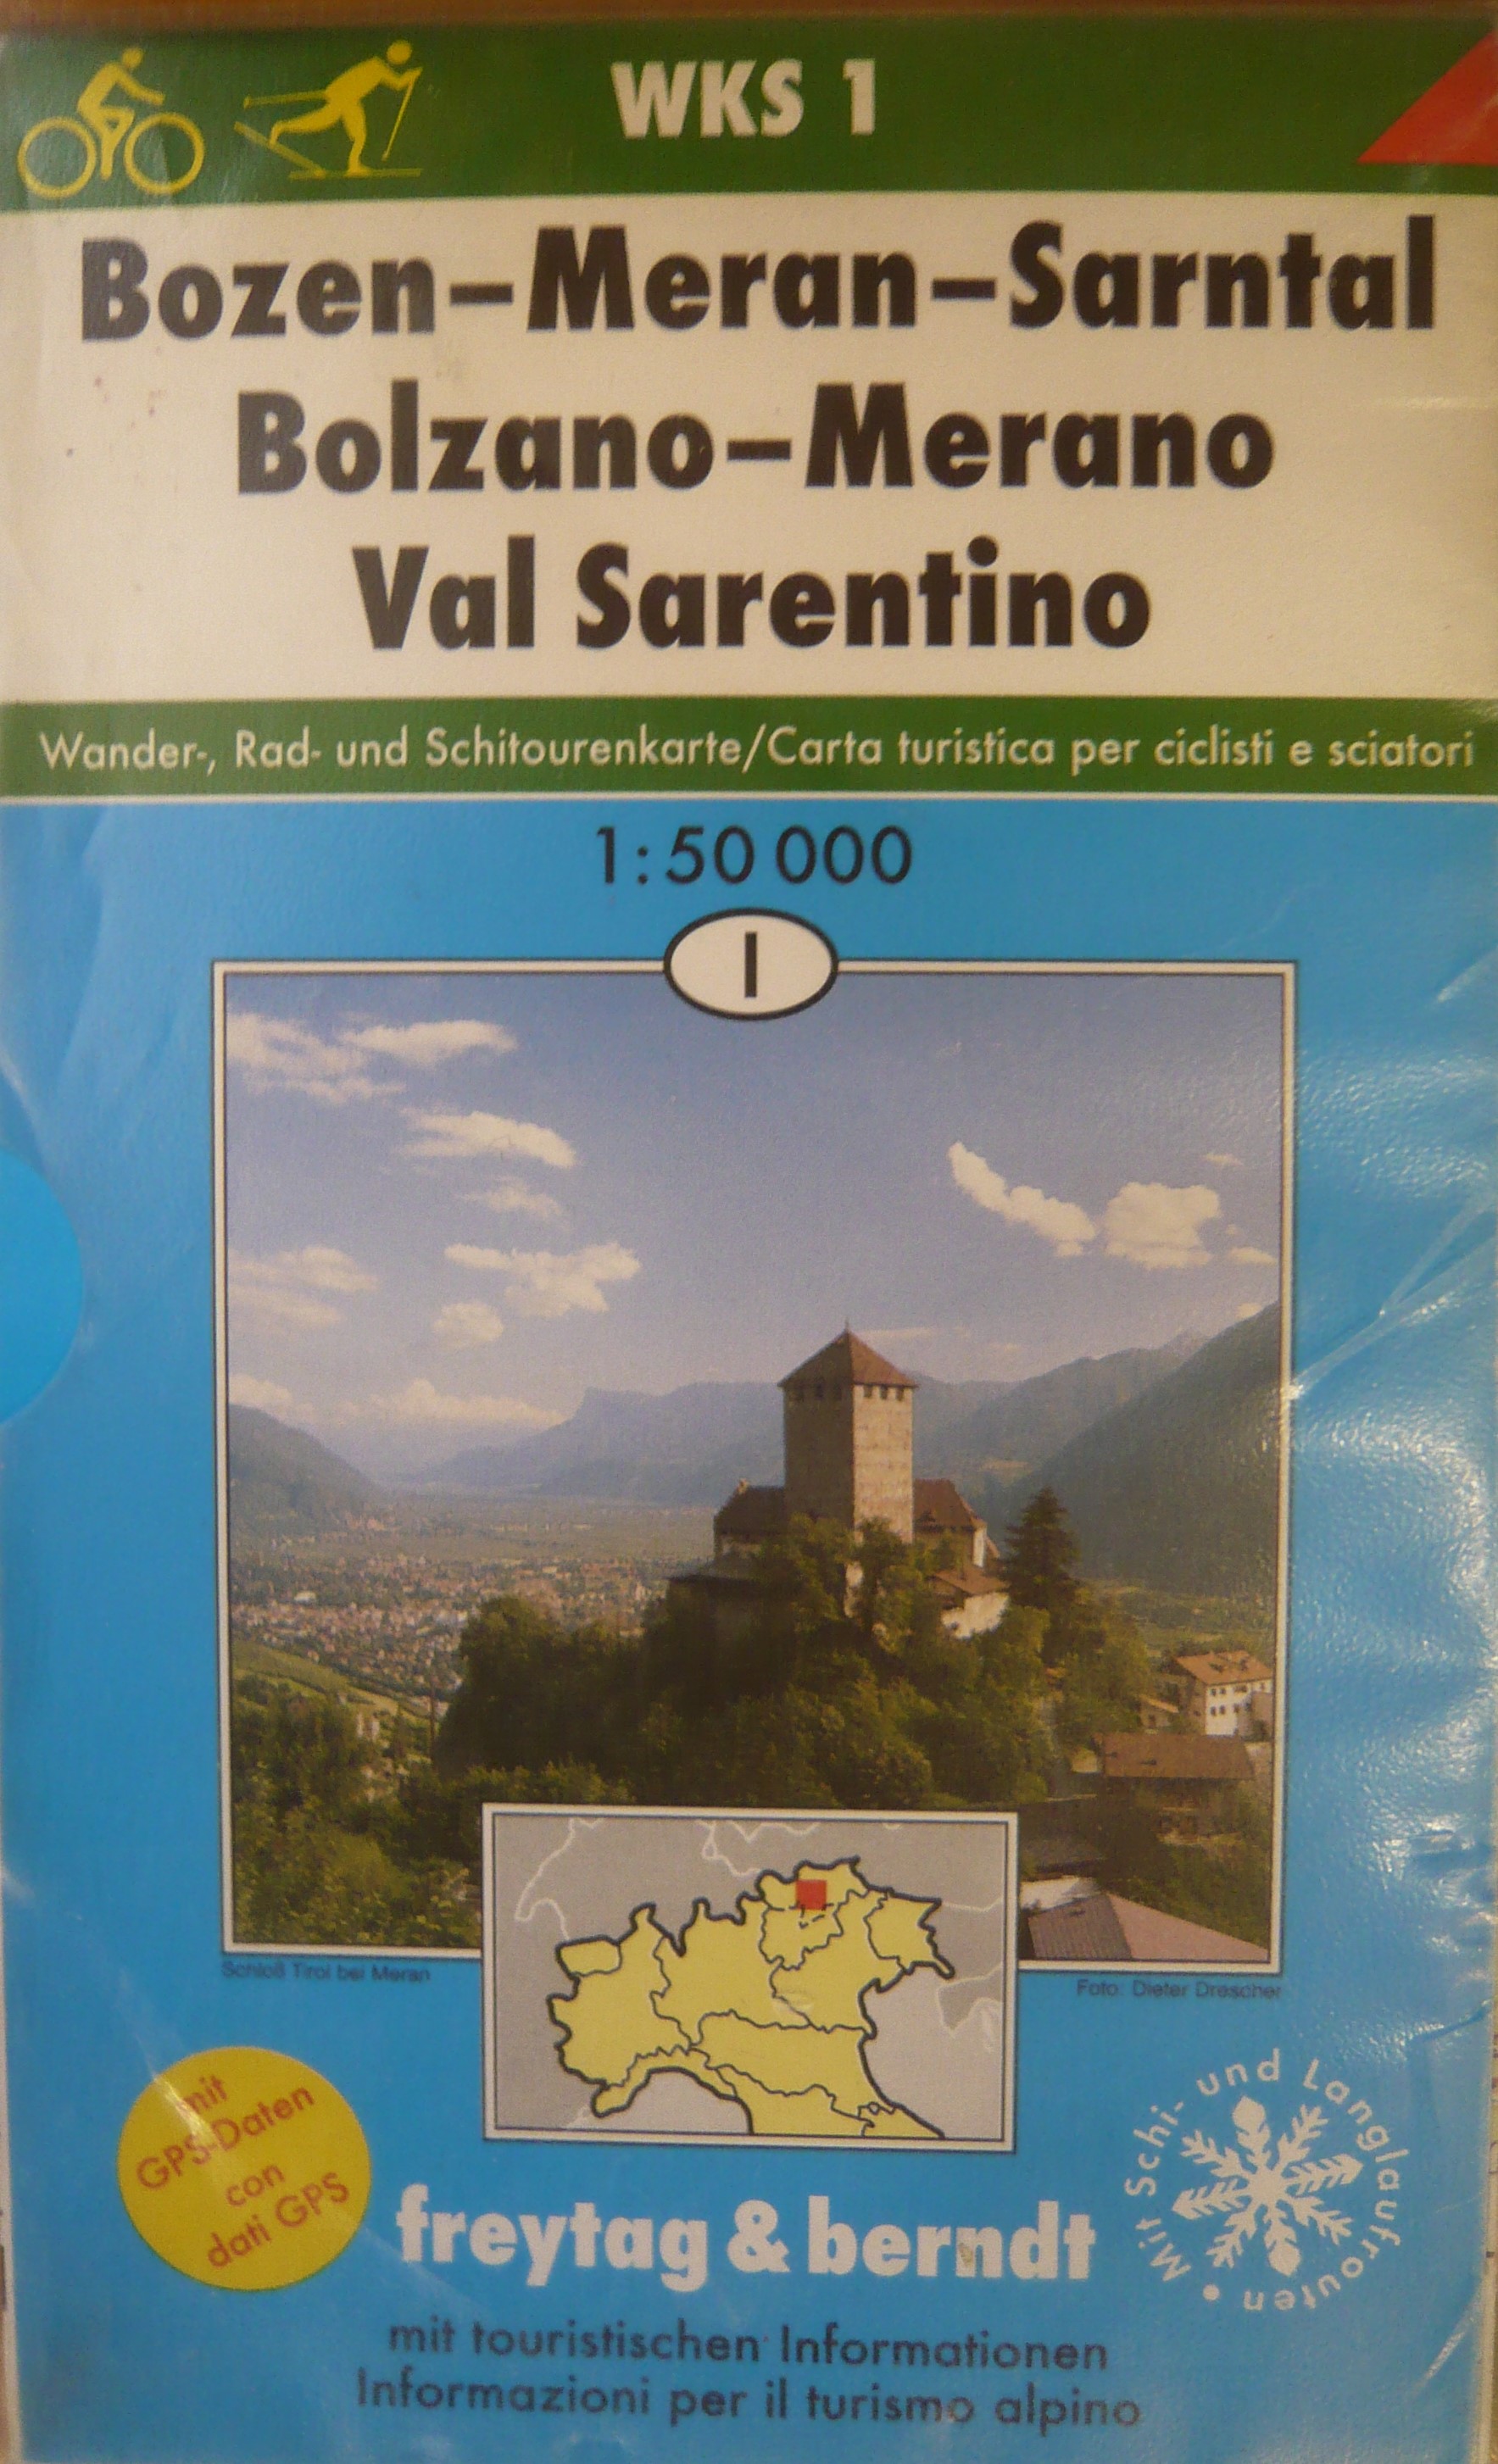 WKS 1
Bozen–Meran–Sarntal
Bolzano–Merano
Val Sarentino
Wander-, Rad- und Schitourenkarte/Carta turistica per ciclisti e sciatori
1:50 000
I
Schloß Tirol bei Meran
Foto: Dieter Drescher
mit
GPS-Daten
con
dati GPS
freytag & berndt
Mit Schi- und Langlaufrouten •
mit touristischen Informationen
Informazioni per il turismo alpino